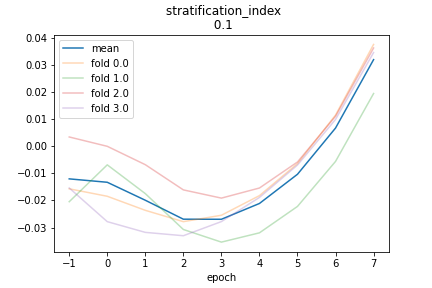 stratification_index
0.1
0.04
0.03
0.02
0.01
0.00
−0.01
−0.02
−0.03
mean
fold 0.0
fold 1.0
fold 2.0
fold 3.0
−1 0 1 2 3 4 5 6 7
epoch